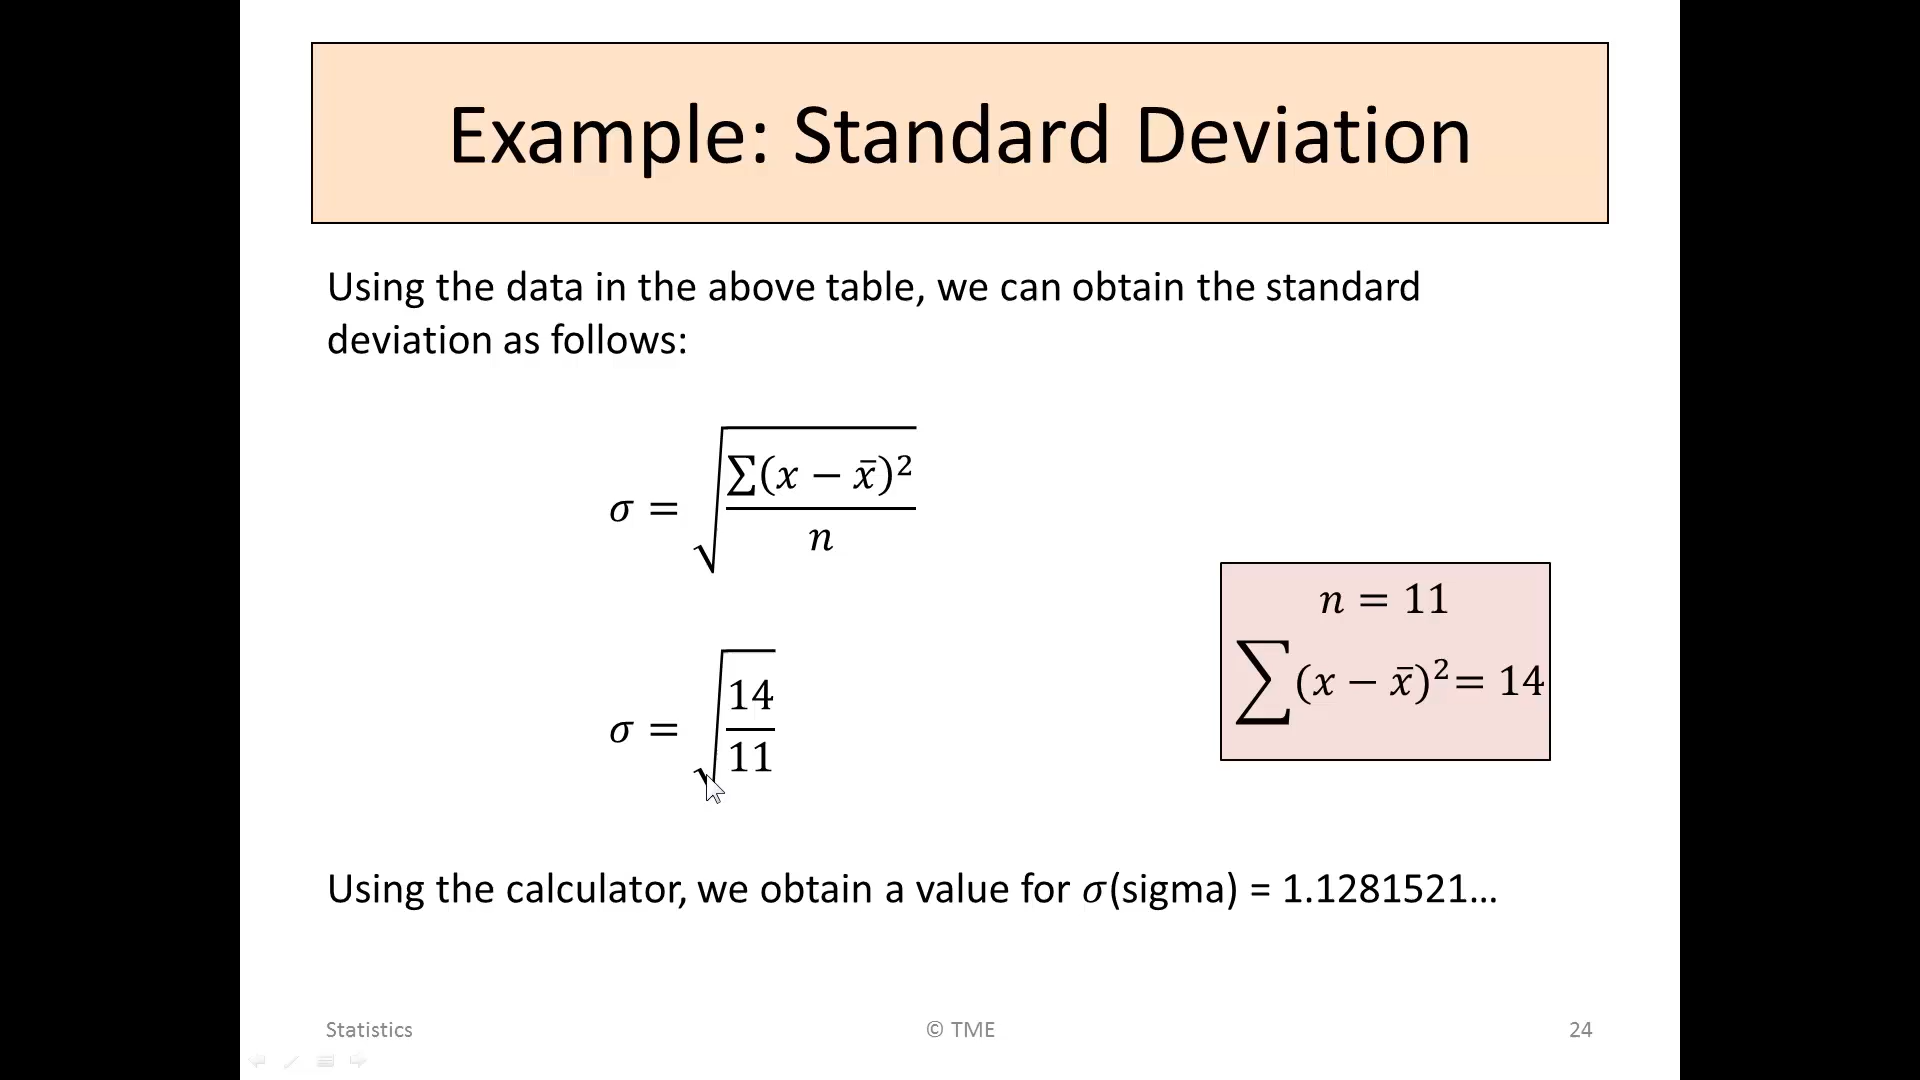 Example: Standard Deviation
Using the data in the above table, we can obtain the standard
deviation as follows:
σ = √(∑(x − x̄)² / n)
n = 11
∑(x − x̄)² = 14
σ = √(14 / 11)
Using the calculator, we obtain a value for σ(sigma) = 1.1281521…
Statistics © TME 24